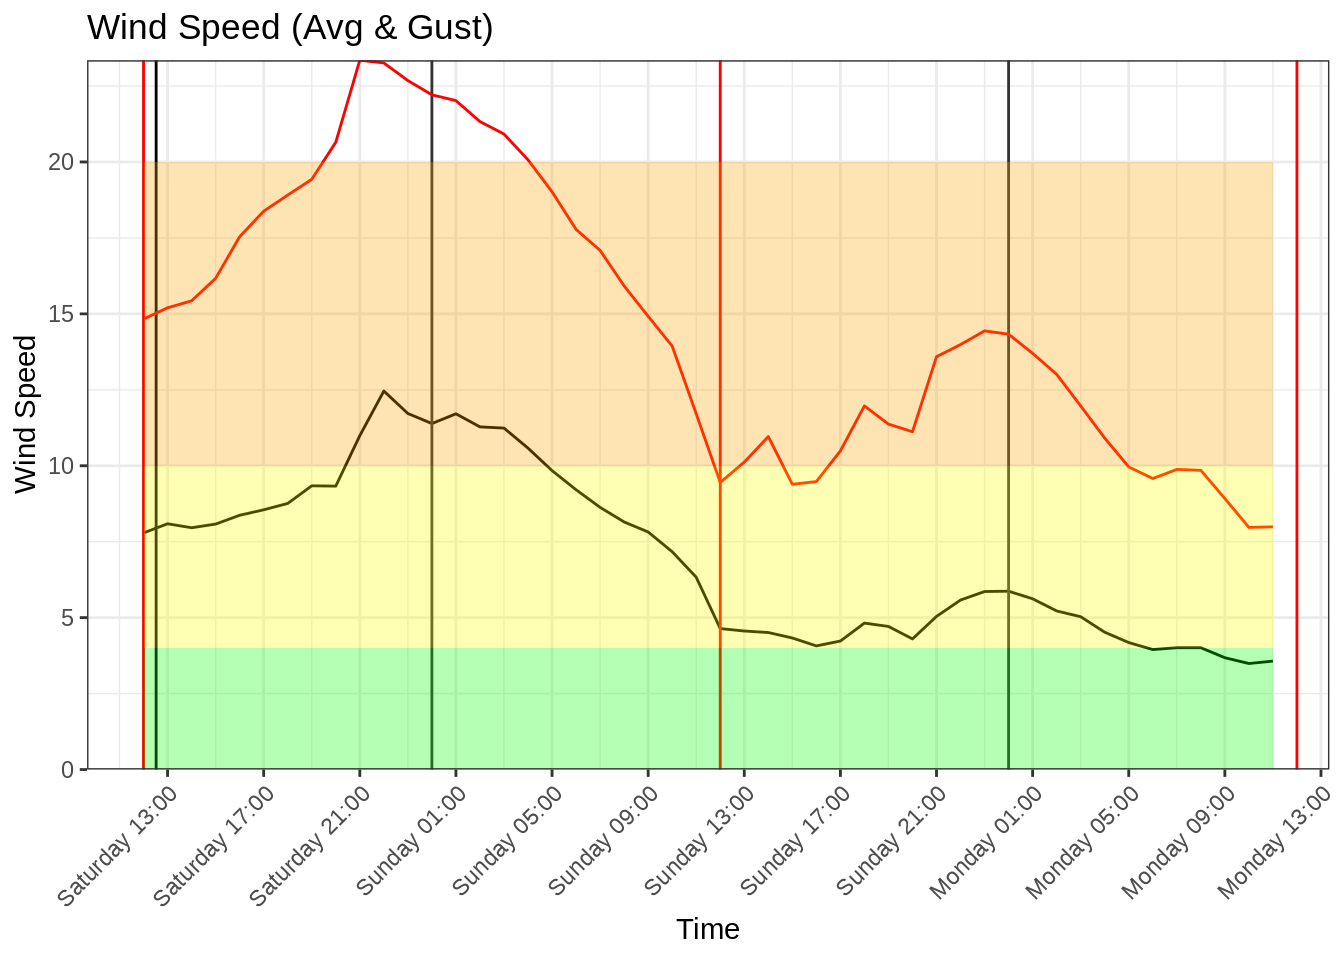 Wind Speed (Avg & Gust)
Wind Speed
20
15
10
5
0
Saturday 13:00
Saturday 17:00
Saturday 21:00
Sunday 01:00
Sunday 05:00
Sunday 09:00
Sunday 13:00
Sunday 17:00
Sunday 21:00
Monday 01:00
Monday 05:00
Monday 09:00
Monday 13:00
Time